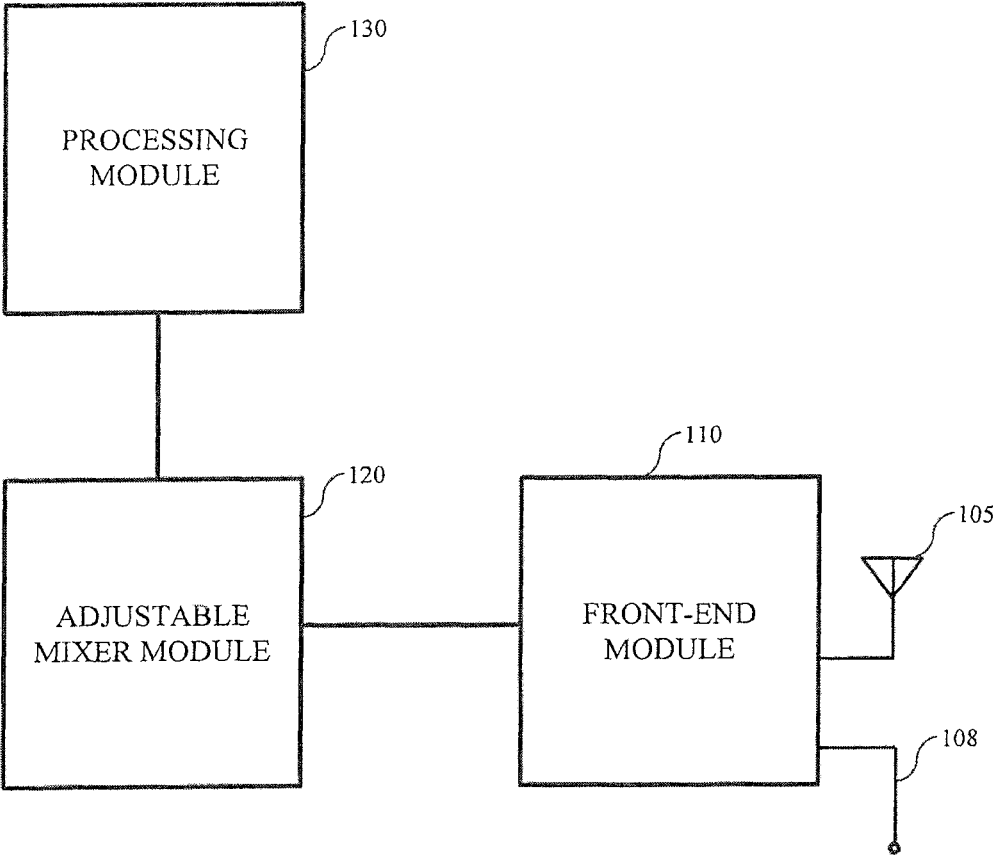 130
PROCESSING
MODULE
120
110
105
ADJUSTABLE
MIXER MODULE
FRONT-END
MODULE
108